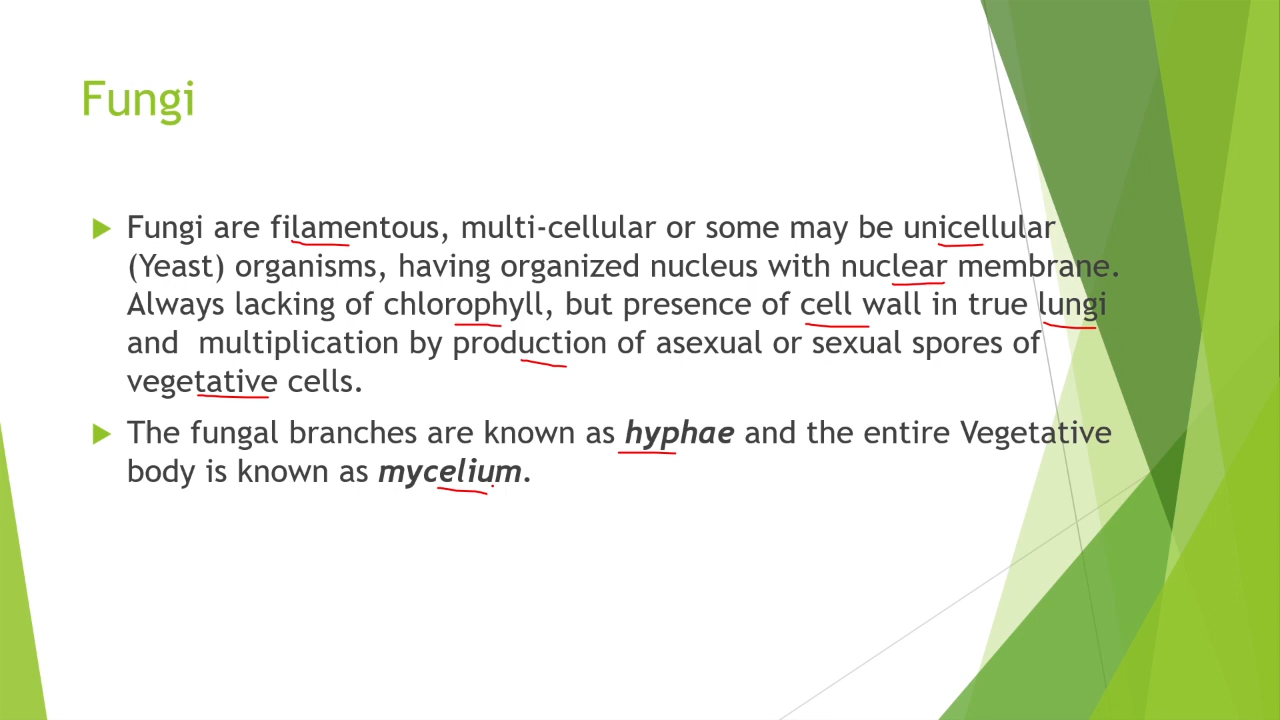 Fungi
Fungi are filamentous, multi-cellular or some may be unicellular
(Yeast) organisms, having organized nucleus with nuclear membrane.
Always lacking of chlorophyll, but presence of cell wall in true lungi
and multiplication by production of asexual or sexual spores of
vegetative cells.
The fungal branches are known as hyphae and the entire Vegetative
body is known as mycelium.